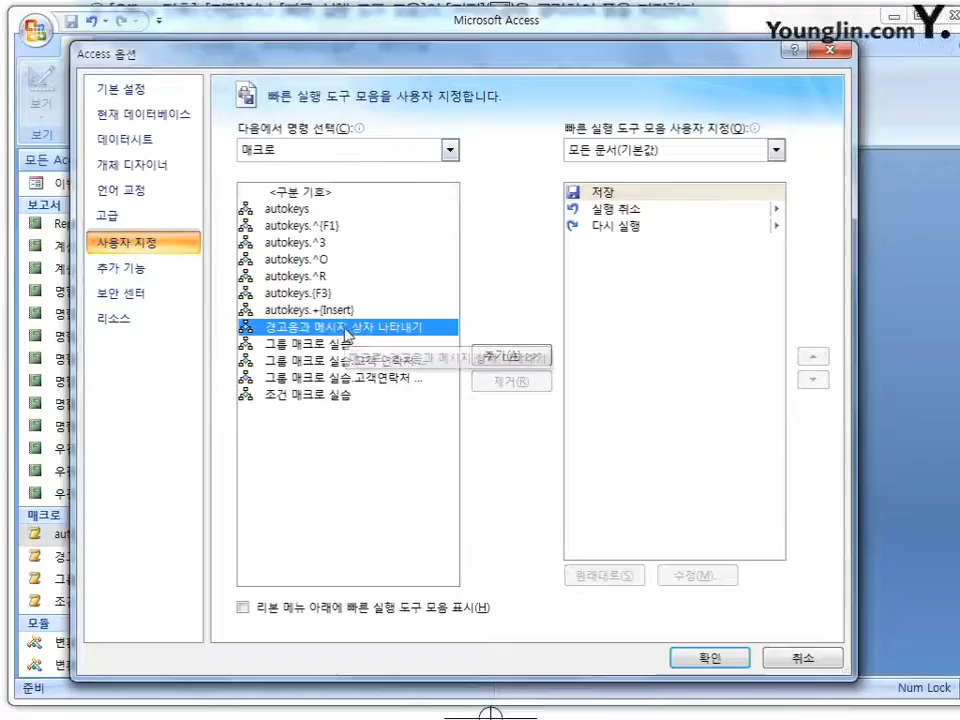 Microsoft Access
YoungJin.com Y.
Access 옵션
기본 설정
현재 데이터베이스
데이터시트
개체 디자이너
언어 교정
고급
사용자 지정
추가 기능
보안 센터
리소스
빠른 실행 도구 모음을 사용자 지정합니다.
다음에서 명령 선택(C):
매크로
<구분 기호>
autokeys
autokeys.^{F1}
autokeys.^3
autokeys.^O
autokeys.^R
autokeys.{F3}
autokeys.+{Insert}
경고음과 메시지 상자 나타내기
그룹 매크로 실습
그룹 매크로 실습.고객연락처 ...
그룹 매크로 실습.고객연락처 ...
조건 매크로 실습
추가(A) >>
제거(R)
빠른 실행 도구 모음 사용자 지정(Q):
모든 문서(기본값)
저장
실행 취소
다시 실행
원래대로(S)
수정(M)...
리본 메뉴 아래에 빠른 실행 도구 모음 표시(H)
확인
취소
보기
보기
모든 Ac
보고서
Rep
매크로
aut
모듈
준비
Num Lock